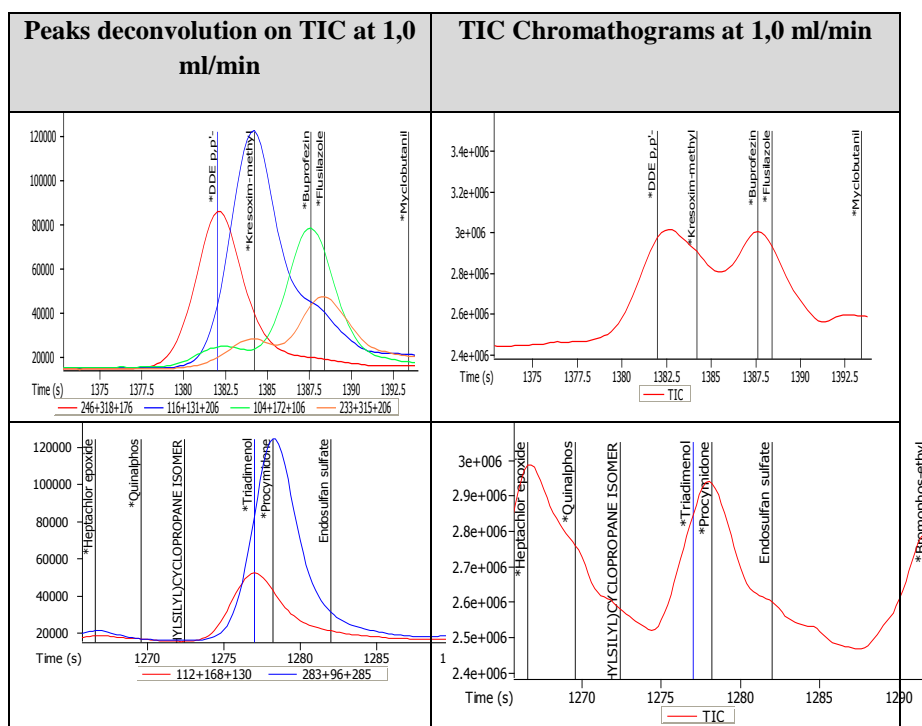 Peaks deconvolution on TIC at 1,0
ml/min
TIC Chromathograms at 1,0 ml/min
120000
100000
80000
60000
40000
20000
*DDE p,p'-
*Kresoxim-methyl
*Buprofezin
*Flusilazole
*Myclobutanil
Time (s)
1375
1377.5
1380
1382.5
1385
1387.5
1390
1392.5
246+318+176
116+131+206
104+172+106
233+315+206
3.4e+006
3.2e+006
3e+006
2.8e+006
2.6e+006
2.4e+006
*DDE p,p'-
*Kresoxim-methyl
*Buprofezin
*Flusilazole
*Myclobutanil
Time (s)
1375
1377.5
1380
1382.5
1385
1387.5
1390
1392.5
TIC
120000
100000
80000
60000
40000
20000
*Heptachlor epoxide
*Quinalphos
HYLSILYL)CYCLOPROPANE ISOMER
*Triadimenol
*Procymidone
Endosulfan sulfate
Time (s)
1270
1275
1280
1285
1
112+168+130
283+96+285
3e+006
2.9e+006
2.8e+006
2.7e+006
2.6e+006
2.5e+006
2.4e+006
*Heptachlor epoxide
*Quinalphos
HYLSILYL)CYCLOPROPANE ISOMER
*Triadimenol
*Procymidone
Endosulfan sulfate
*Bromophos-ethyl
Time (s)
1270
1275
1280
1285
1290
TIC